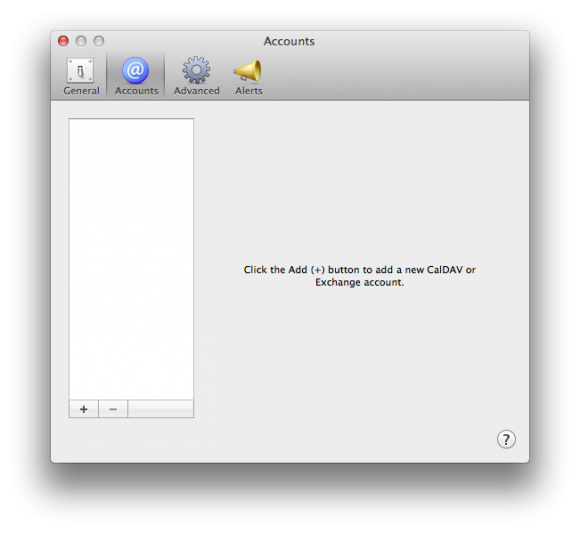 Accounts
General Accounts Advanced Alerts
Click the Add (+) button to add a new CalDAV or
Exchange account.
+ −
?